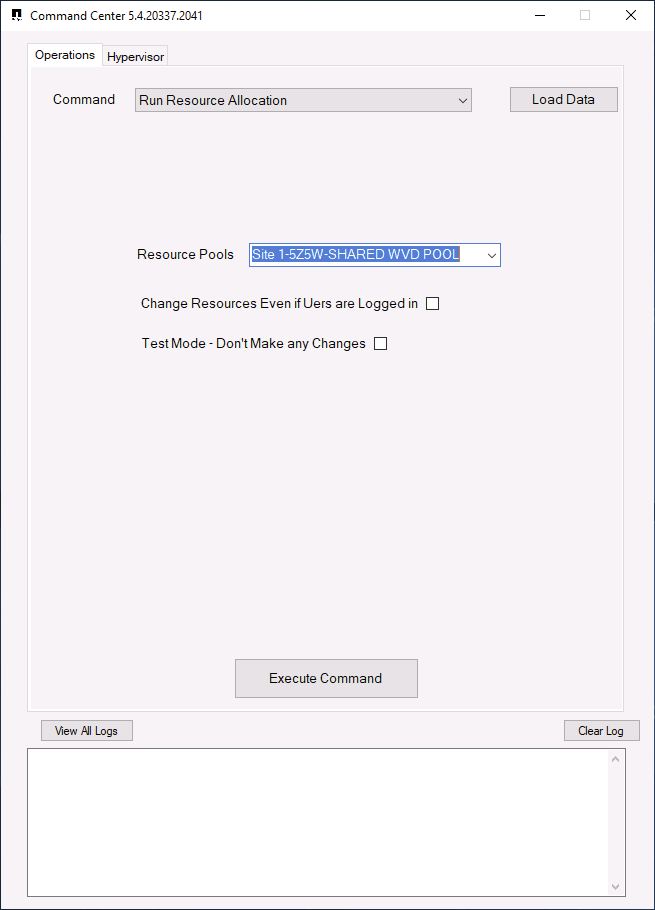 Command Center 5.4.20337.2041
Operations
Hypervisor
Command
Run Resource Allocation
Load Data
Resource Pools
Site 1-5Z5W-SHARED WVD POOL
Change Resources Even if Uers are Logged in
Test Mode - Don't Make any Changes
Execute Command
View All Logs
Clear Log